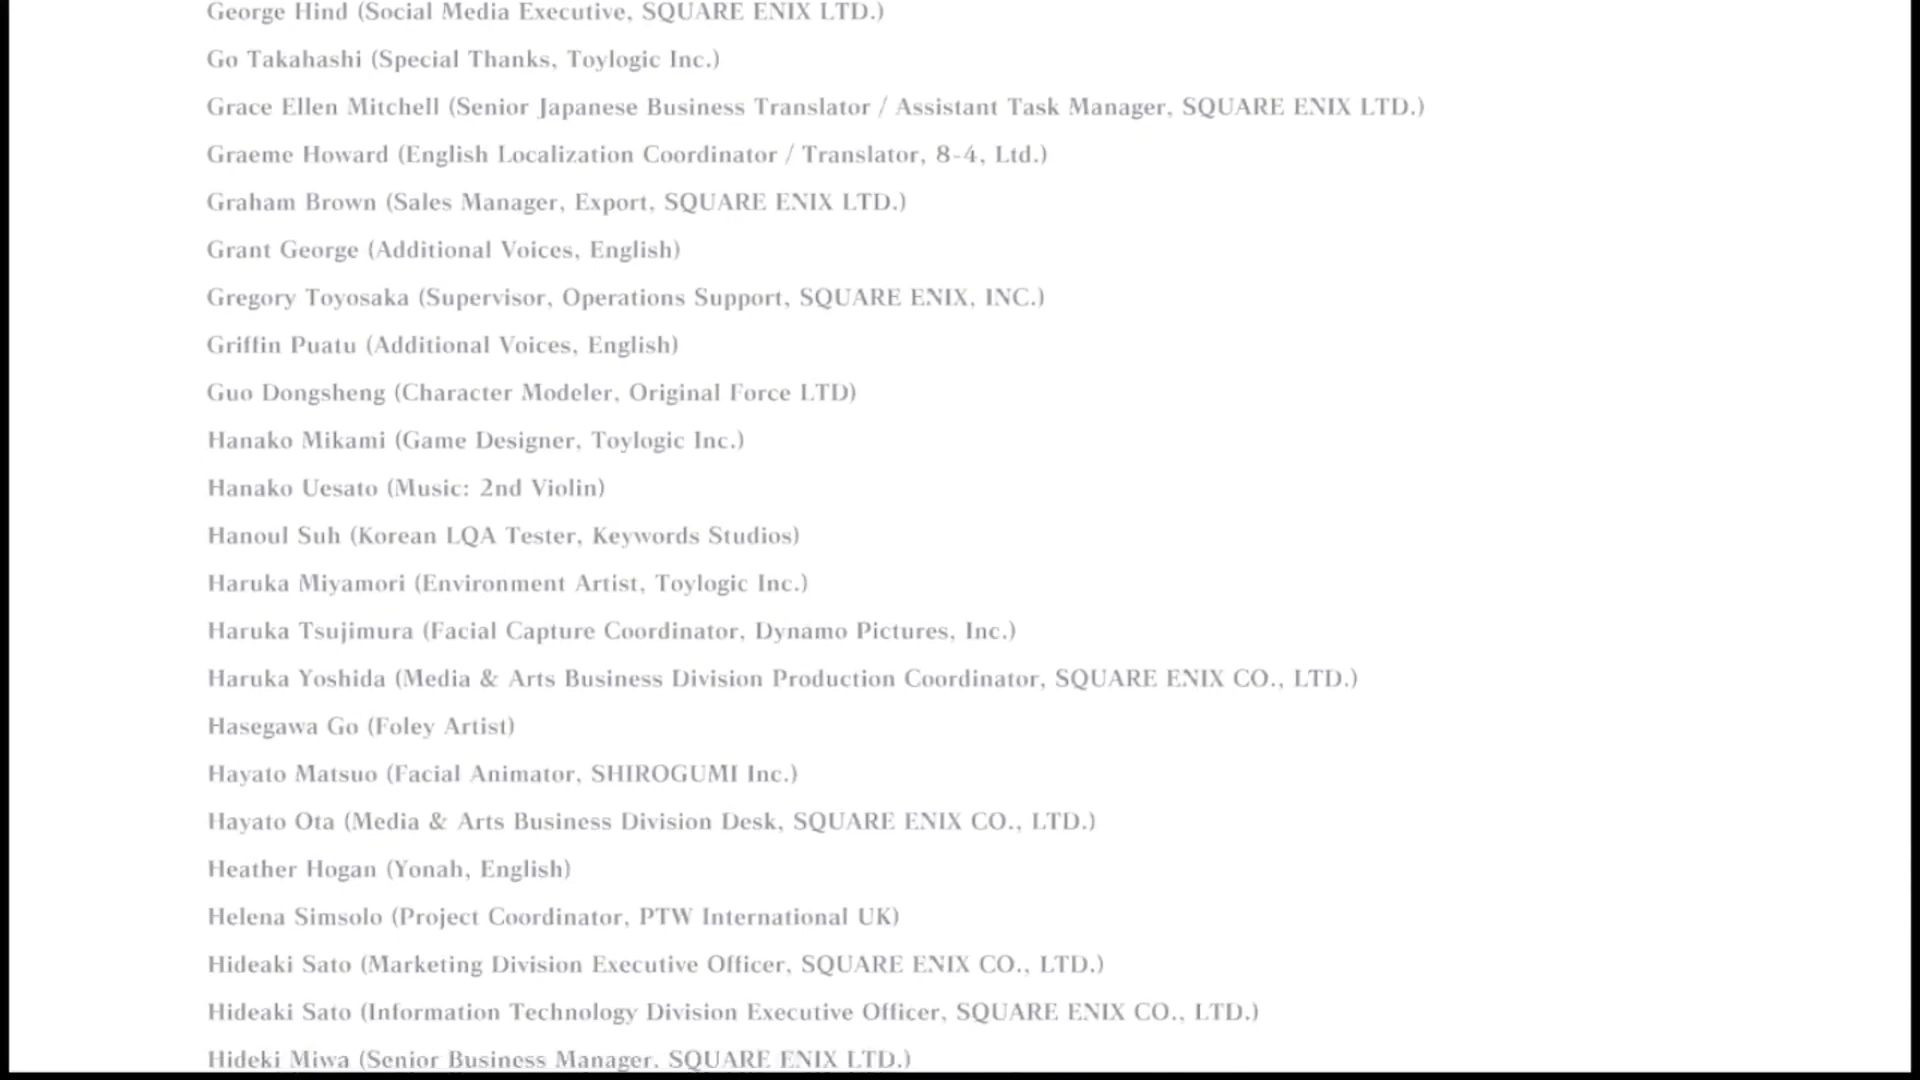 George Hind (Social Media Executive, SQUARE ENIX LTD.)
Go Takahashi (Special Thanks, Toylogic Inc.)
Grace Ellen Mitchell (Senior Japanese Business Translator / Assistant Task Manager, SQUARE ENIX LTD.)
Graeme Howard (English Localization Coordinator / Translator, 8-4, Ltd.)
Graham Brown (Sales Manager, Export, SQUARE ENIX LTD.)
Grant George (Additional Voices, English)
Gregory Toyosaka (Supervisor, Operations Support, SQUARE ENIX, INC.)
Griffin Puatu (Additional Voices, English)
Guo Dongsheng (Character Modeler, Original Force LTD)
Hanako Mikami (Game Designer, Toylogic Inc.)
Hanako Uesato (Music: 2nd Violin)
Hanoul Suh (Korean LQA Tester, Keywords Studios)
Haruka Miyamori (Environment Artist, Toylogic Inc.)
Haruka Tsujimura (Facial Capture Coordinator, Dynamo Pictures, Inc.)
Haruka Yoshida (Media & Arts Business Division Production Coordinator, SQUARE ENIX CO., LTD.)
Hasegawa Go (Foley Artist)
Hayato Matsuo (Facial Animator, SHIROGUMI Inc.)
Hayato Ota (Media & Arts Business Division Desk, SQUARE ENIX CO., LTD.)
Heather Hogan (Yonah, English)
Helena Simsolo (Project Coordinator, PTW International UK)
Hideaki Sato (Marketing Division Executive Officer, SQUARE ENIX CO., LTD.)
Hideaki Sato (Information Technology Division Executive Officer, SQUARE ENIX CO., LTD.)
Hideki Miwa (Senior Business Manager, SQUARE ENIX LTD.)